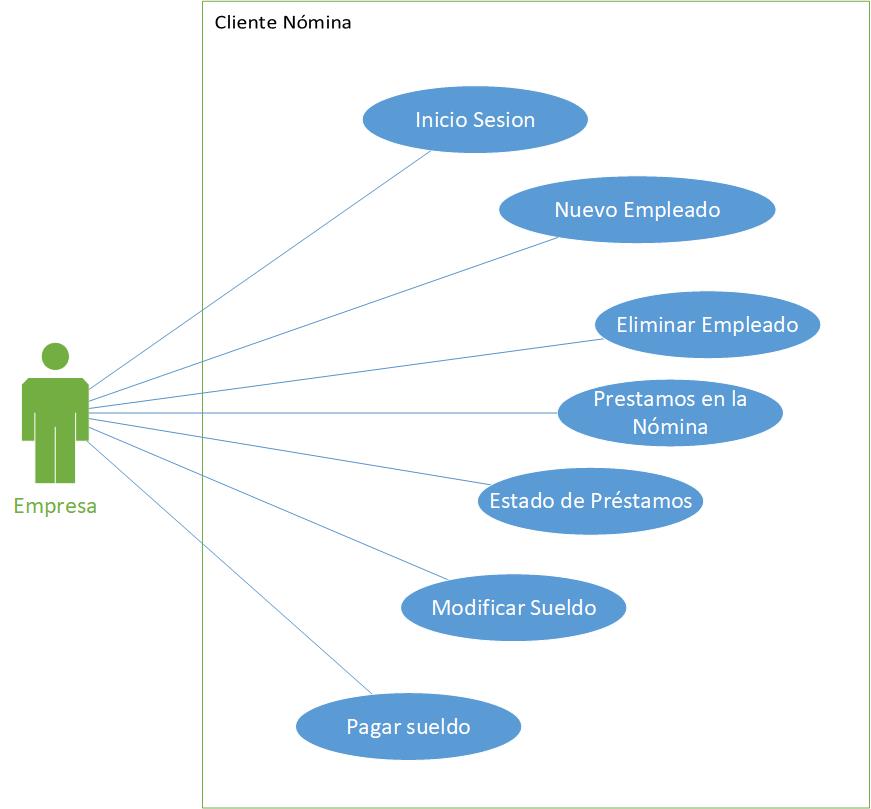 Cliente Nómina
Inicio Sesion
Nuevo Empleado
Eliminar Empleado
Prestamos en la
Nómina
Estado de Préstamos
Empresa
Modificar Sueldo
Pagar sueldo